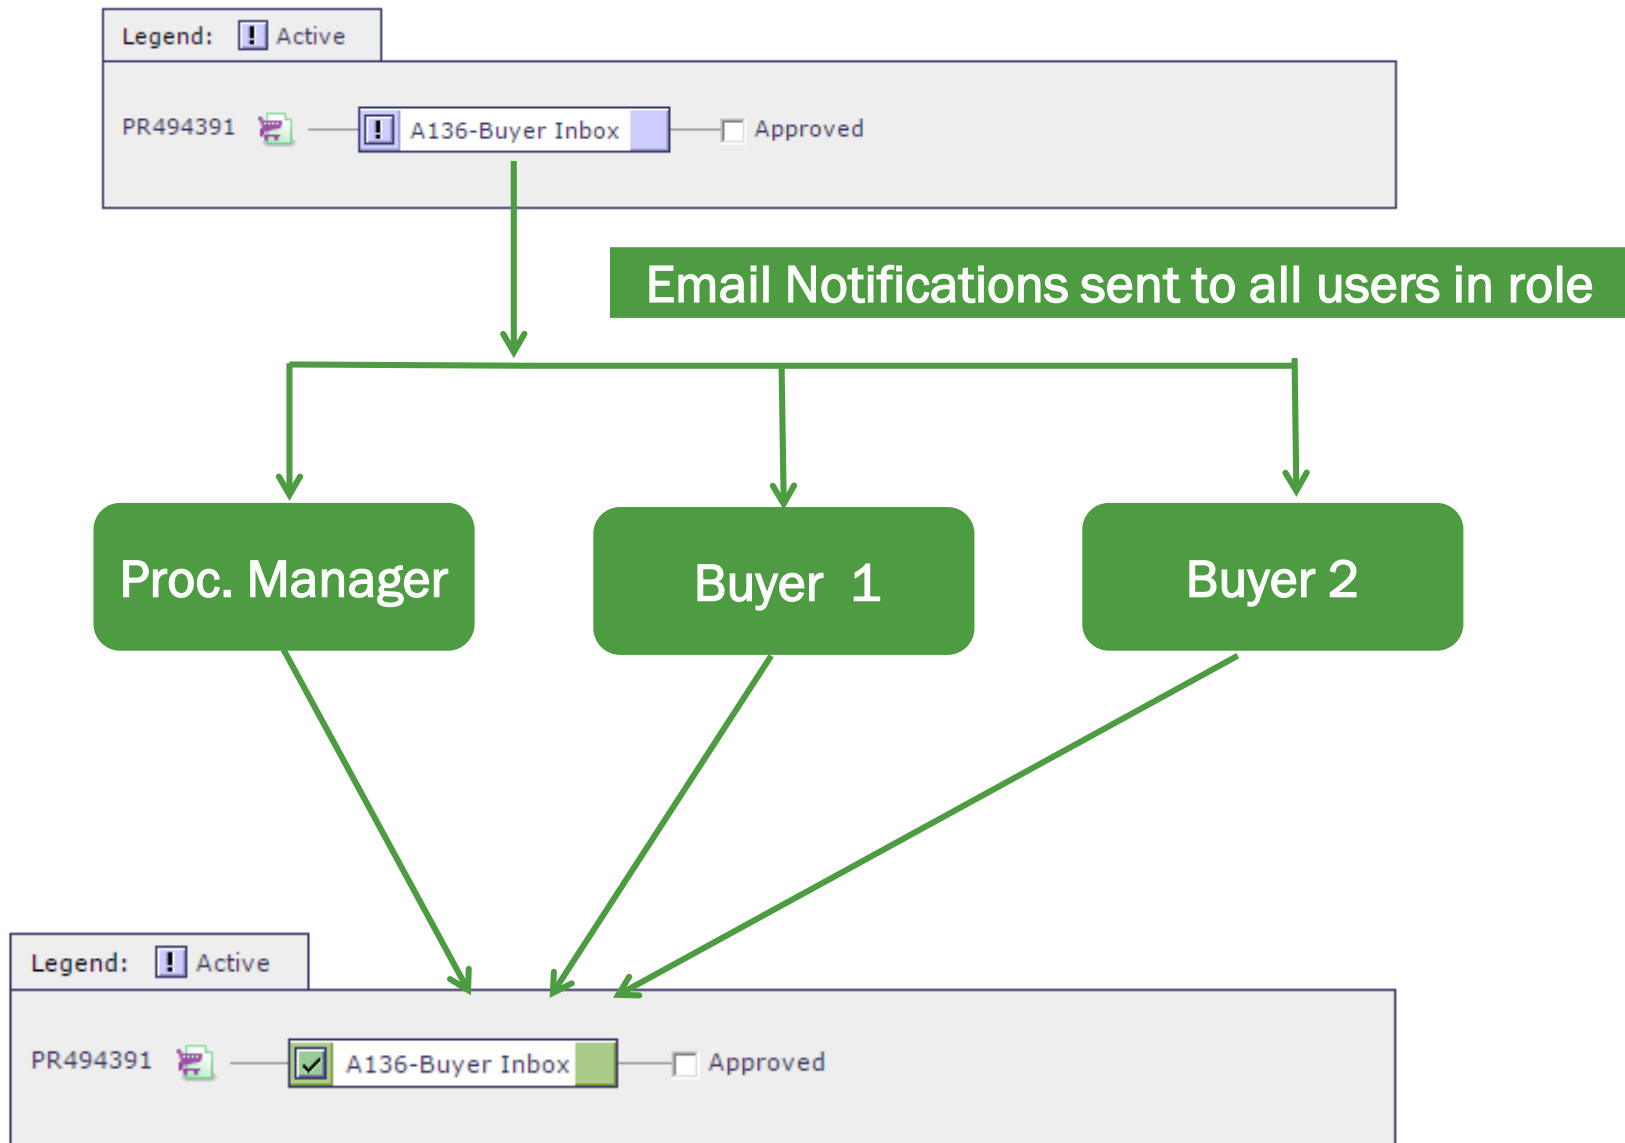 Legend: ! Active
PR494391 ! A136-Buyer Inbox Approved
Email Notifications sent to all users in role
Proc. Manager Buyer 1 Buyer 2
Legend: ! Active
PR494391 A136-Buyer Inbox Approved